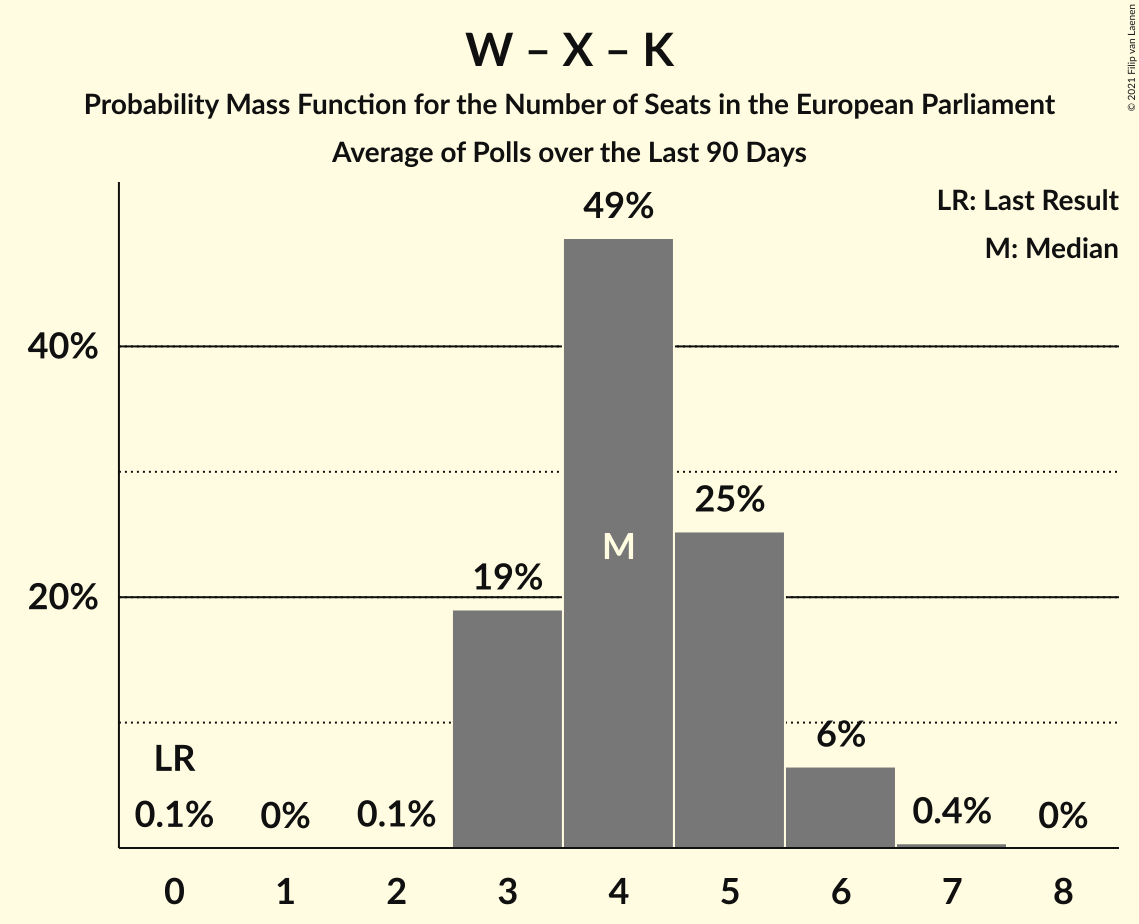 W – X – K
Probability Mass Function for the Number of Seats in the European Parliament
Average of Polls over the Last 90 Days
© 2021 Filip van Laenen
LR: Last Result
M: Median
49%
40%
25%
M
19%
20%
6%
LR
0.1%
0%
0.1%
0.4%
0%
0 1 2 3 4 5 6 7 8